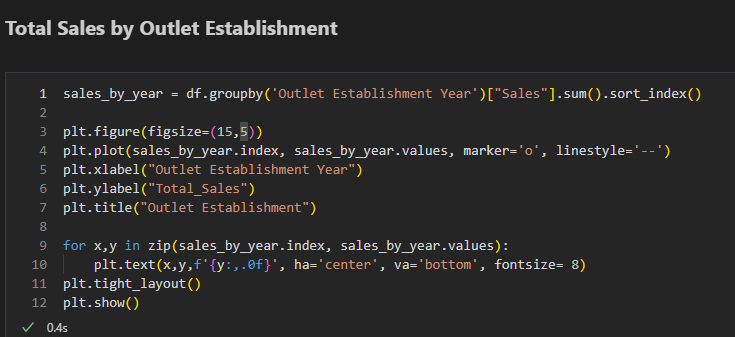 Total Sales by Outlet Establishment
1 sales_by_year = df.groupby('Outlet Establishment Year')["Sales"].sum().sort_index()
2
3 plt.figure(figsize=(15,5))
4 plt.plot(sales_by_year.index, sales_by_year.values, marker='o', linestyle='--')
5 plt.xlabel("Outlet Establishment Year")
6 plt.ylabel("Total_Sales")
7 plt.title("Outlet Establishment")
8
9 for x,y in zip(sales_by_year.index, sales_by_year.values):
10     plt.text(x,y,f'{y:,.0f}', ha='center', va='bottom', fontsize= 8)
11 plt.tight_layout()
12 plt.show()
✓ 0.4s